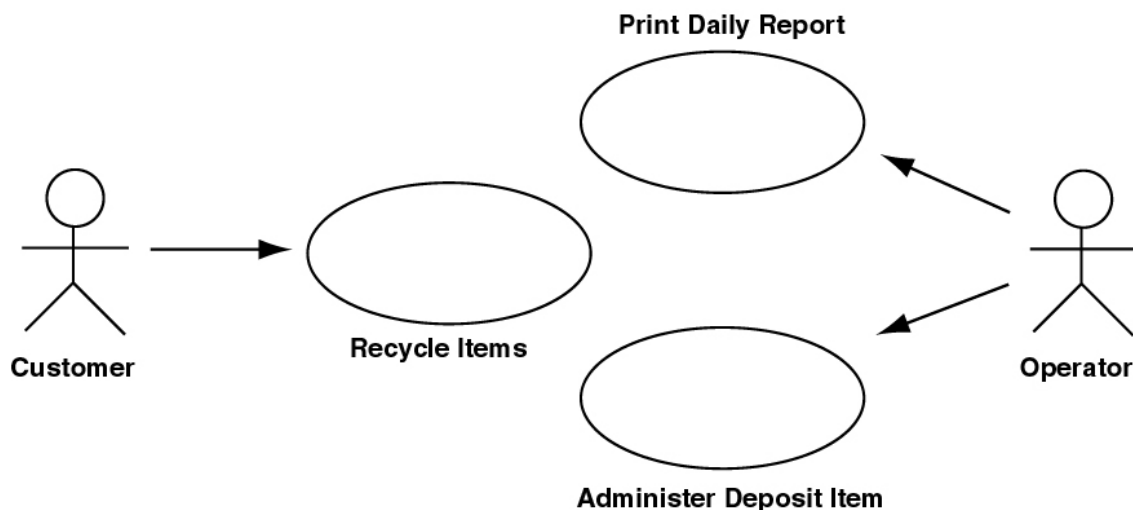 Print Daily Report
Recycle Items
Customer
Operator
Administer Deposit Item